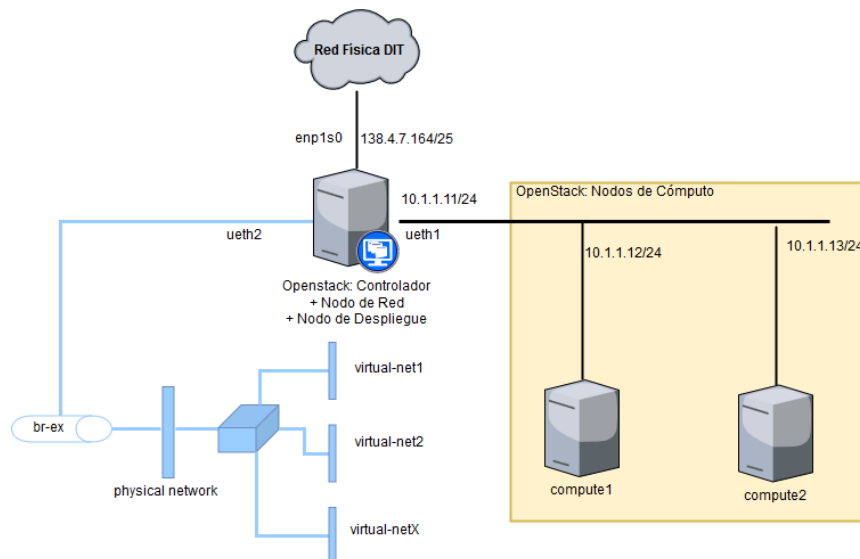 Red Física DIT
enp1s0
138.4.7.164/25
OpenStack: Nodos de Cómputo
10.1.1.11/24
ueth2
ueth1
10.1.1.12/24
10.1.1.13/24
Openstack: Controlador
+ Nodo de Red
+ Nodo de Despliegue
virtual-net1
br-ex
virtual-net2
physical network
compute1
compute2
virtual-netX